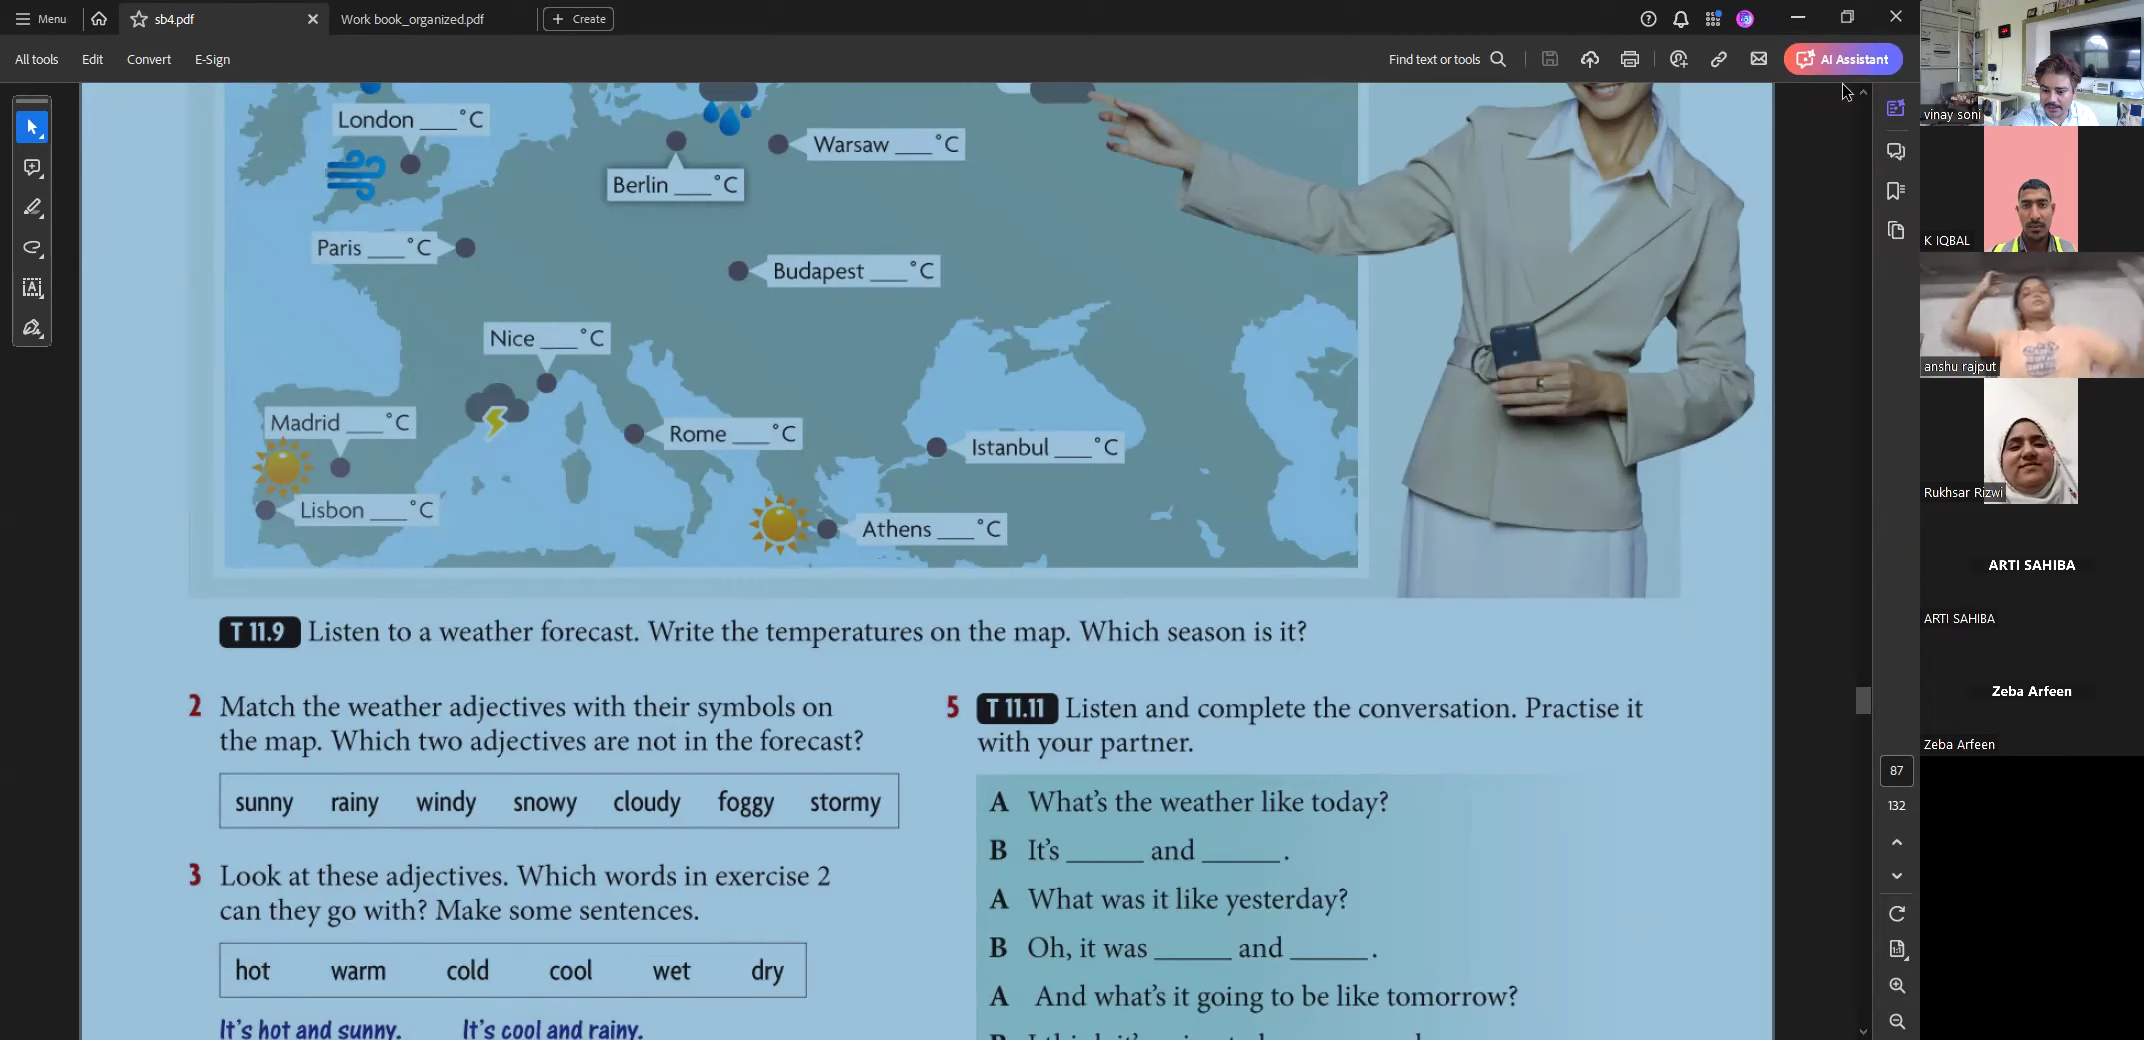 Menu
sb4.pdf
Work book_organized.pdf
Create
All tools
Edit
Convert
E-Sign
Find text or tools
AI Assistant
London ___ °C
Berlin ___ °C
Warsaw ___ °C
Paris ___ °C
Budapest ___ °C
Nice ___ °C
Madrid ___ °C
Rome ___ °C
Istanbul ___ °C
Lisbon ___ °C
Athens ___ °C
T 11.9 Listen to a weather forecast. Write the temperatures on the map. Which season is it?
2 Match the weather adjectives with their symbols on
the map. Which two adjectives are not in the forecast?
sunny rainy windy snowy cloudy foggy stormy
3 Look at these adjectives. Which words in exercise 2
can they go with? Make some sentences.
hot warm cold cool wet dry
It's hot and sunny. It's cool and rainy.
5 T 11.11 Listen and complete the conversation. Practise it
with your partner.
A What's the weather like today?
B It's ______ and ______.
A What was it like yesterday?
B Oh, it was ______ and ______.
A And what's it going to be like tomorrow?
87
132
vinay soni
K IQBAL
anshu rajput
Rukhsar Rizwi
ARTI SAHIBA
ARTI SAHIBA
Zeba Arfeen
Zeba Arfeen